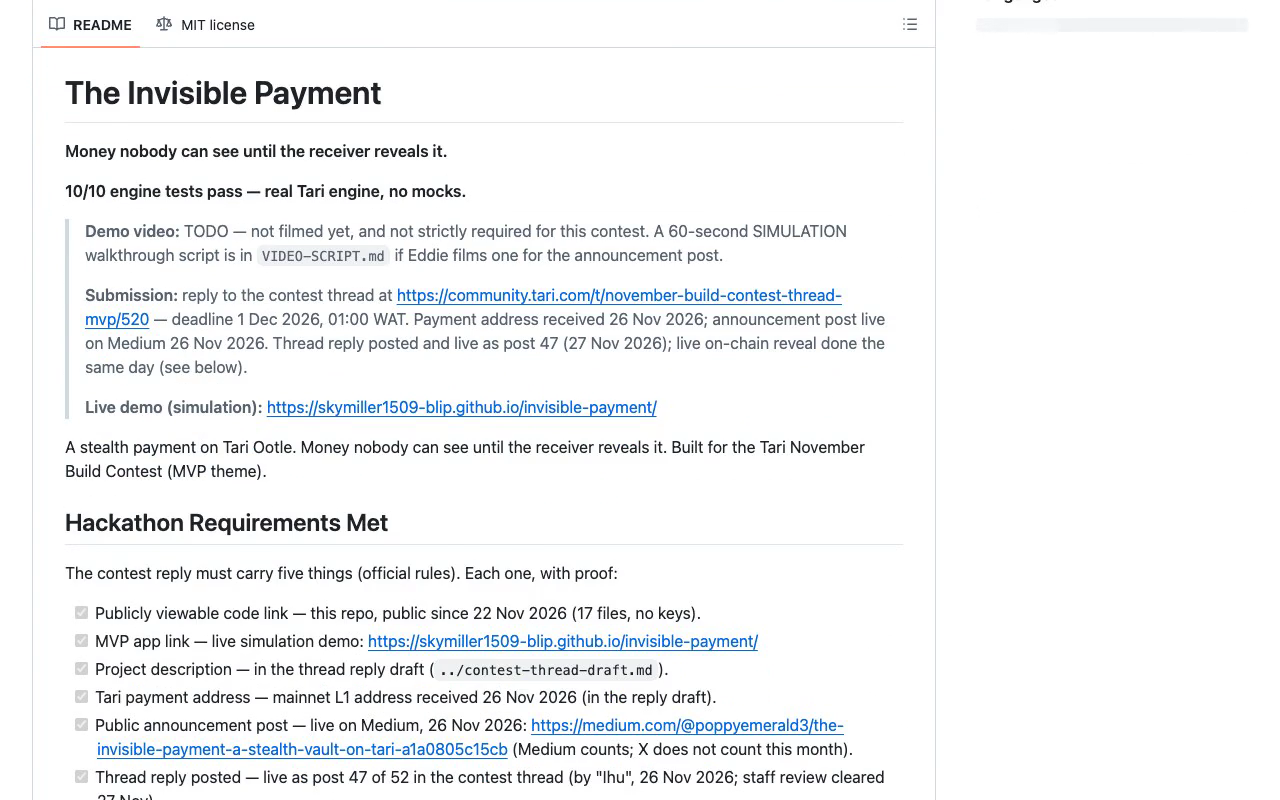 README
MIT license
The Invisible Payment
Money nobody can see until the receiver reveals it.
10/10 engine tests pass — real Tari engine, no mocks.
Demo video: TODO — not filmed yet, and not strictly required for this contest. A 60-second SIMULATION
walkthrough script is in VIDEO-SCRIPT.md if Eddie films one for the announcement post.
Submission: reply to the contest thread at https://community.tari.com/t/november-build-contest-thread-
mvp/520 — deadline 1 Dec 2026, 01:00 WAT. Payment address received 26 Nov 2026; announcement post live
on Medium 26 Nov 2026. Thread reply posted and live as post 47 (27 Nov 2026); live on-chain reveal done the
same day (see below).
Live demo (simulation): https://skymiller1509-blip.github.io/invisible-payment/
A stealth payment on Tari Ootle. Money nobody can see until the receiver reveals it. Built for the Tari November
Build Contest (MVP theme).
Hackathon Requirements Met
The contest reply must carry five things (official rules). Each one, with proof:
Publicly viewable code link — this repo, public since 22 Nov 2026 (17 files, no keys).
MVP app link — live simulation demo: https://skymiller1509-blip.github.io/invisible-payment/
Project description — in the thread reply draft ( ../contest-thread-draft.md ).
Tari payment address — mainnet L1 address received 26 Nov 2026 (in the reply draft).
Public announcement post — live on Medium, 26 Nov 2026: https://medium.com/@poppyemerald3/the-
invisible-payment-a-stealth-vault-on-tari-a1a0805c15cb (Medium counts; X does not count this month).
Thread reply posted — live as post 47 of 52 in the contest thread (by "Ihu", 26 Nov 2026; staff review cleared
27 Nov).